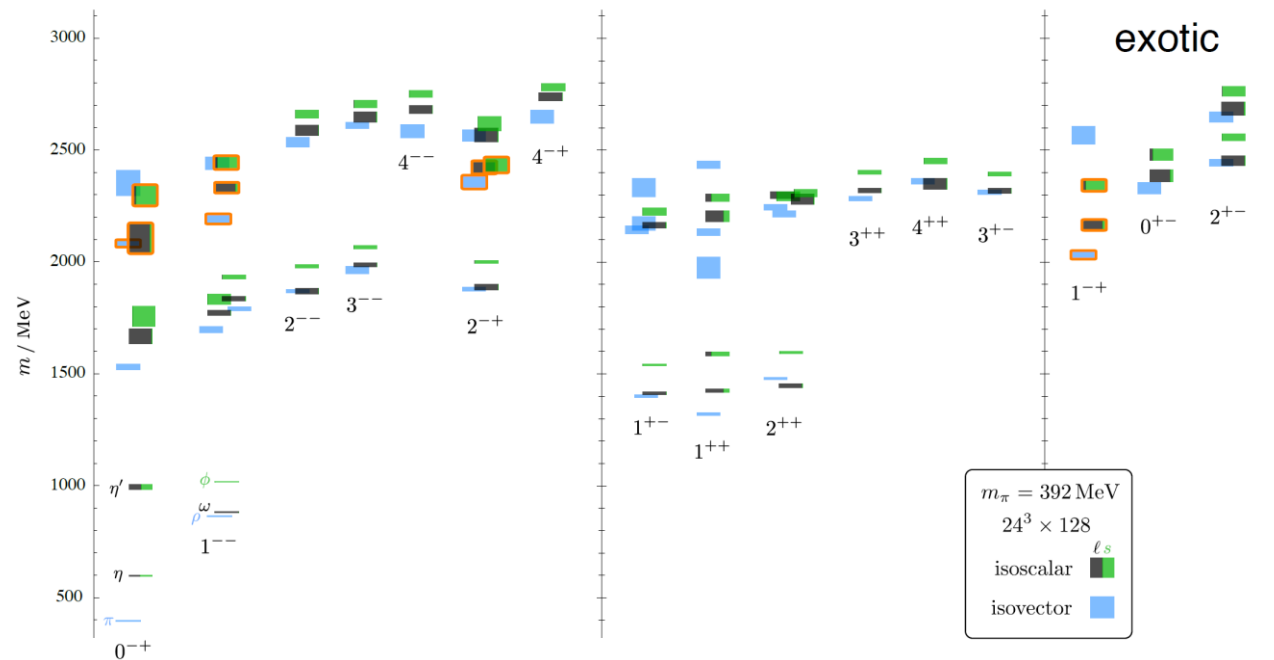 exotic
3000
2500
2000
1500
1000
500
m / MeV
4⁻⁻
4⁻⁺
3⁺⁺
4⁺⁺
3⁺⁻
0⁺⁻
2⁺⁻
1⁻⁺
2⁻⁻
3⁻⁻
2⁻⁺
1⁺⁻
1⁺⁺
2⁺⁺
η′
ϕ
ω
ρ
1⁻⁻
η
π
0⁻⁺
m_π = 392 MeV
24³ × 128
ℓ s
isoscalar
isovector